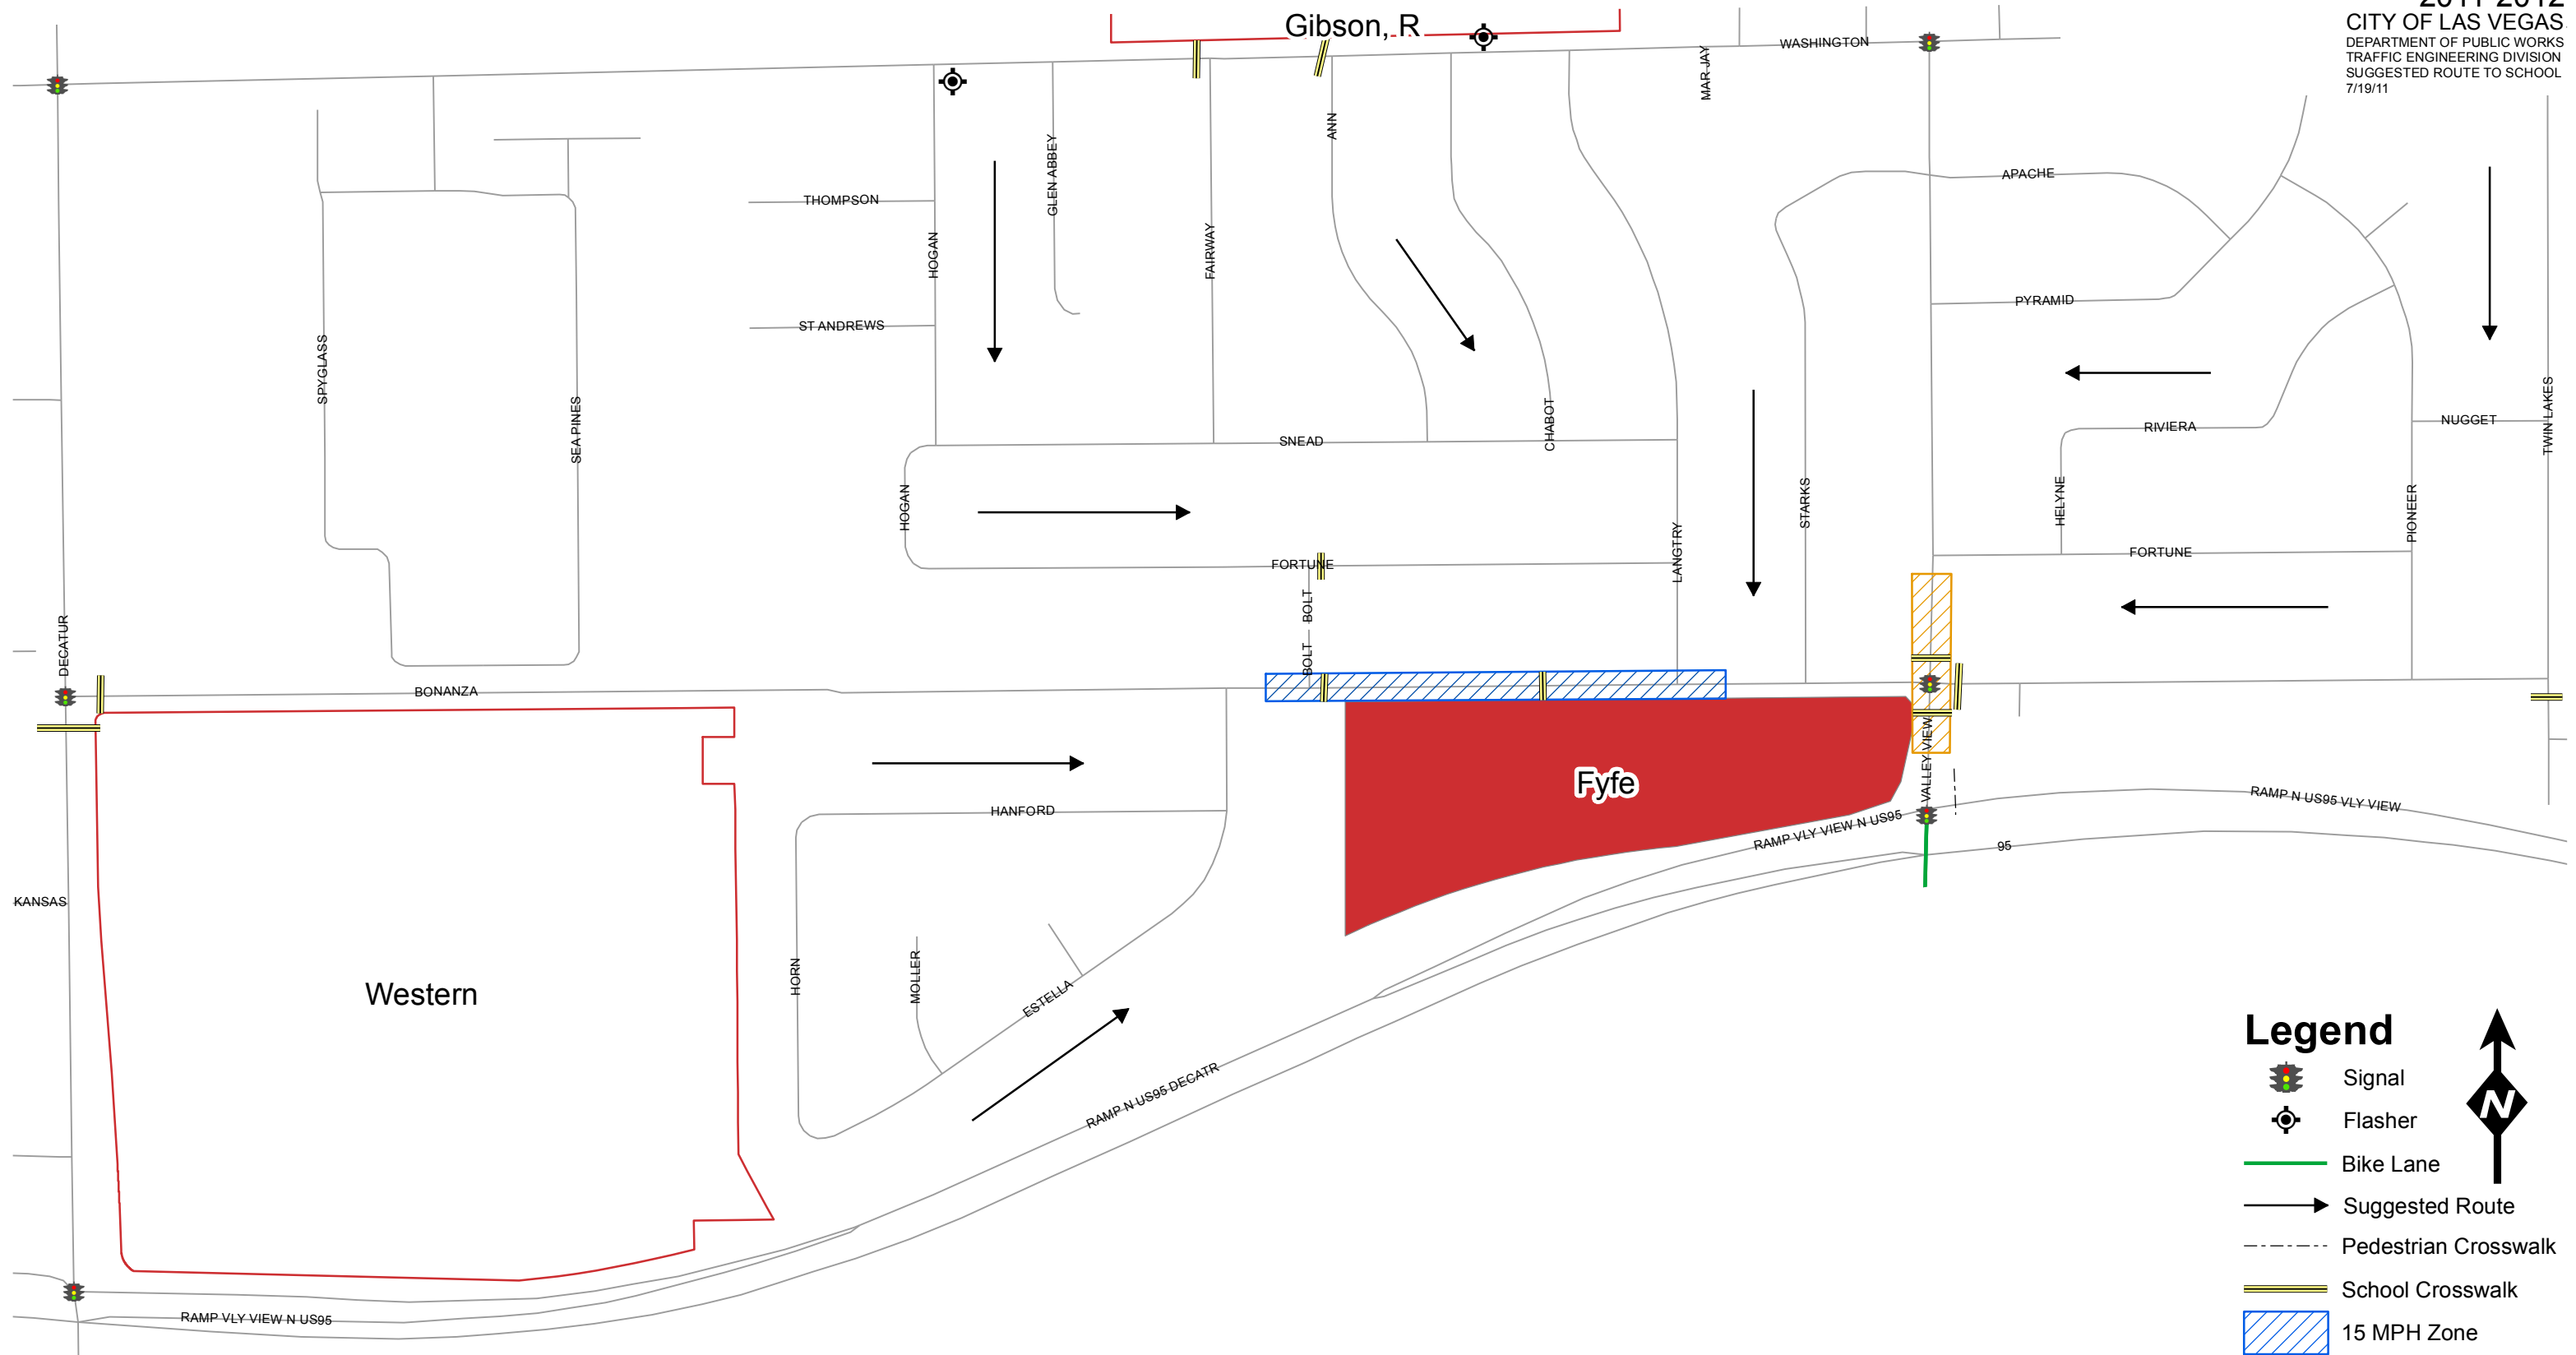 2011-2012
CITY OF LAS VEGAS
DEPARTMENT OF PUBLIC WORKS
TRAFFIC ENGINEERING DIVISION
SUGGESTED ROUTE TO SCHOOL
7/19/11
Gibson, R
WASHINGTON
MAR JAY
ANN
GLEN ABBEY
THOMPSON
HOGAN
FAIRWAY
APACHE
ST ANDREWS
PYRAMID
SPYGLASS
SEA PINES
CHABOT
SNEAD
RIVIERA
NUGGET
TWIN LAKES
HOGAN
STARKS
HELYNE
PIONEER
LANGTRY
FORTUNE
FORTUNE
BOLT
BOLT
DECATUR
BONANZA
VALLEY VIEW
Fyfe
HANFORD
RAMP VLY VIEW N US95
RAMP N US95 VLY VIEW
95
KANSAS
Western
HORN
MOLLER
ESTELLA
RAMP N US95 DECATR
RAMP VLY VIEW N US95
Legend
N
Signal
Flasher
Bike Lane
Suggested Route
Pedestrian Crosswalk
School Crosswalk
15 MPH Zone